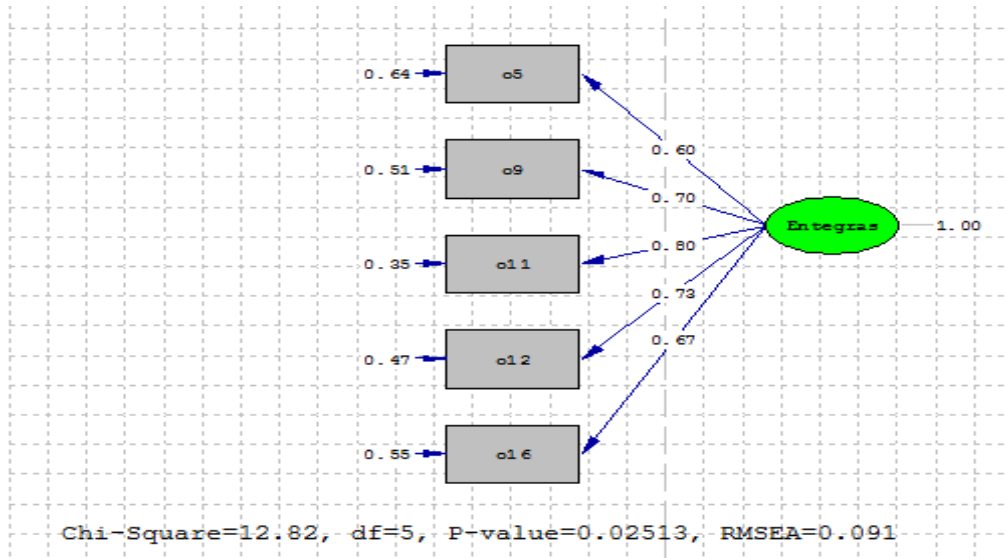 0.64 o5
0.60
0.51 o9
0.70
Entegras 1.00
0.80
0.35 o11
0.73
0.67
0.47 o12
0.55 o16
Chi-Square=12.82, df=5, P-value=0.02513, RMSEA=0.091